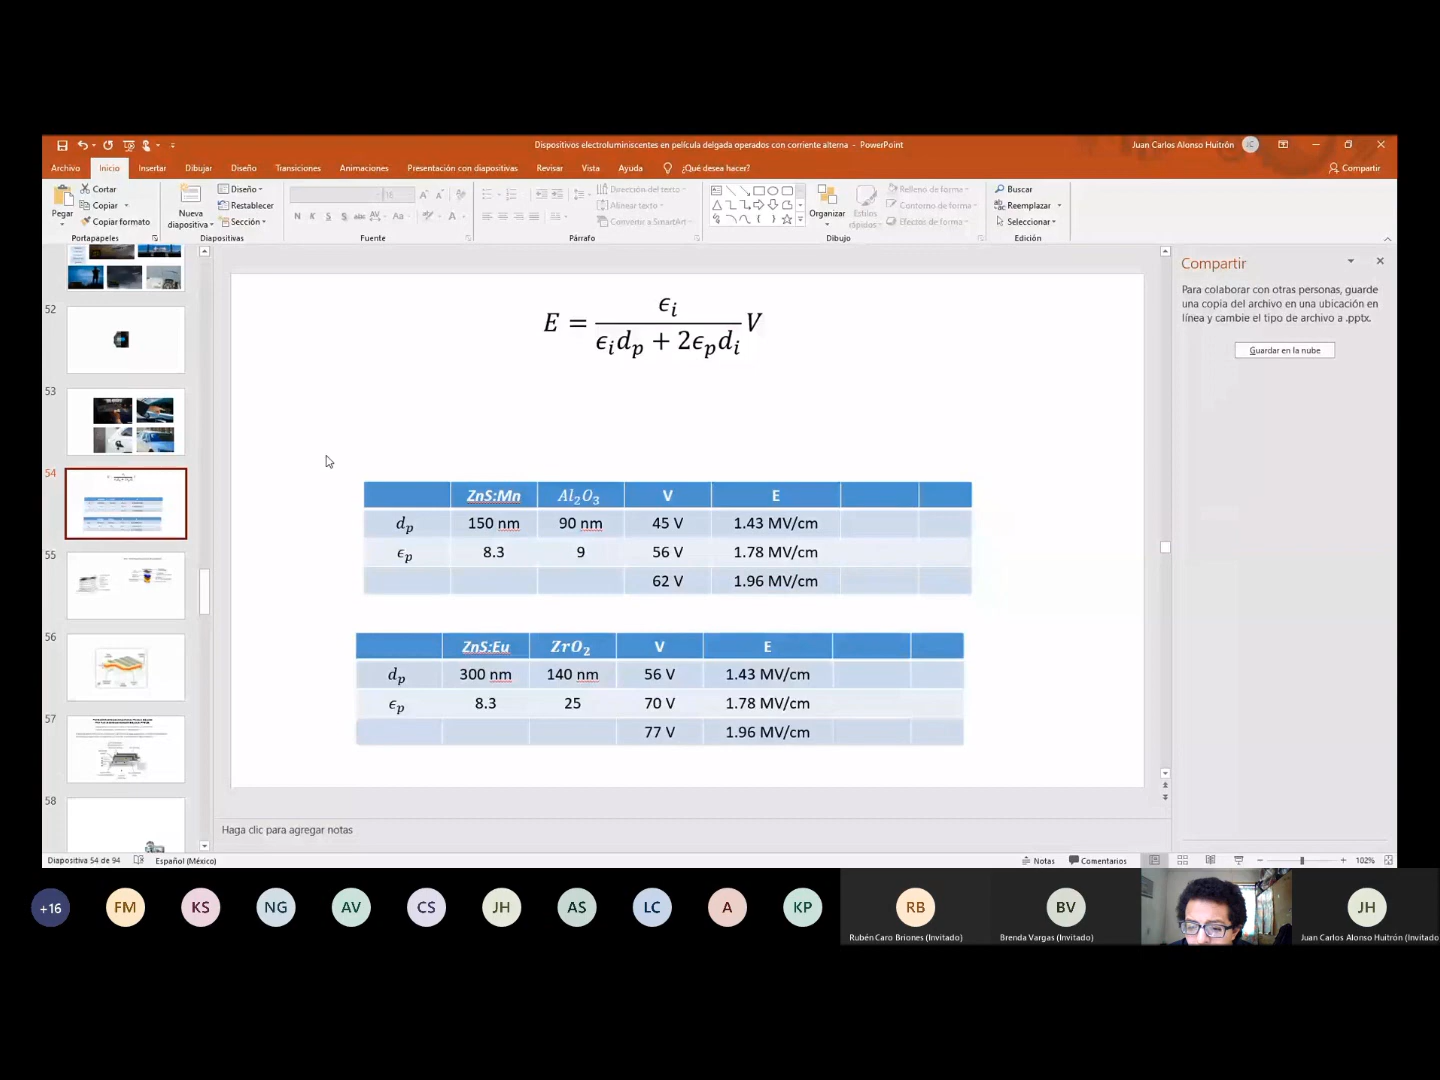 Dispositivos electroluminiscentes en película delgada operados con corriente alterna - PowerPoint
Juan Carlos Alonso Huitrón
JC
Archivo Inicio Insertar Dibujar Diseño Transiciones Animaciones Presentación con diapositivas Revisar Vista Ayuda ¿Qué desea hacer? Compartir
Pegar
Cortar
Copiar
Copiar formato
Portapapeles
Nueva diapositiva
Diseño
Restablecer
Sección
Diapositivas
16
N K S S abc AV Aa A
Fuente
Dirección del texto
Alinear texto
Convertir a SmartArt
Párrafo
Organizar
Estilos rápidos
Relleno de forma
Contorno de forma
Efectos de forma
Dibujo
Buscar
Reemplazar
Seleccionar
Edición
52
53
54
55
56
57
58
E = ϵi / (ϵi dp + 2ϵp di) V
ZnS:Mn Al2O3 V E
dp 150 nm 90 nm 45 V 1.43 MV/cm
ϵp 8.3 9 56 V 1.78 MV/cm
62 V 1.96 MV/cm
ZnS:Eu ZrO2 V E
dp 300 nm 140 nm 56 V 1.43 MV/cm
ϵp 8.3 25 70 V 1.78 MV/cm
77 V 1.96 MV/cm
Compartir
Para colaborar con otras personas, guarde
una copia del archivo en una ubicación en
línea y cambie el tipo de archivo a .pptx.
Guardar en la nube
Haga clic para agregar notas
Diapositiva 54 de 94 Español (México) Notas Comentarios 102%
+16 FM KS NG AV CS JH AS LC A KP RB BV JH
Rubén Caro Briones (Invitado) Brenda Vargas (Invitado) Juan Carlos Alonso Huitrón (Invitado